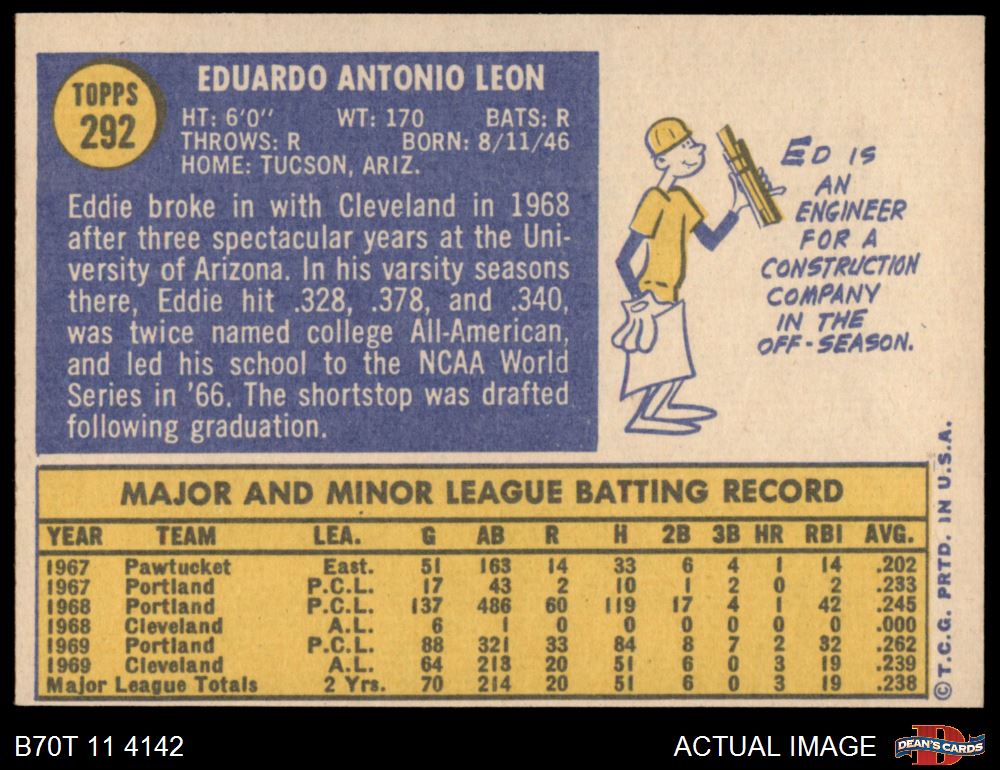 TOPPS
292
EDUARDO ANTONIO LEON
HT: 6'0" WT: 170 BATS: R
THROWS: R BORN: 8/11/46
HOME: TUCSON, ARIZ.
Eddie broke in with Cleveland in 1968
after three spectacular years at the Uni-
versity of Arizona. In his varsity seasons
there, Eddie hit .328, .378, and .340,
was twice named college All-American,
and led his school to the NCAA World
Series in '66. The shortstop was drafted
following graduation.
ED IS
AN
ENGINEER
FOR A
CONSTRUCTION
COMPANY
IN THE
OFF-SEASON.
MAJOR AND MINOR LEAGUE BATTING RECORD
YEAR TEAM LEA. G AB R H 2B 3B HR RBI AVG.
1967 Pawtucket East. 51 163 14 33 6 4 1 14 .202
1967 Portland P.C.L. 17 43 2 10 1 2 0 2 .233
1968 Portland P.C.L. 137 486 60 119 17 4 1 42 .245
1968 Cleveland A.L. 6 1 0 0 0 0 0 0 .000
1969 Portland P.C.L. 88 321 33 84 8 7 2 32 .262
1969 Cleveland A.L. 64 213 20 51 6 0 3 19 .239
Major League Totals 2 Yrs. 70 214 20 51 6 0 3 19 .238
©T.C.G. PRTD. IN U.S.A.
B70T 11 4142
ACTUAL IMAGE
D
DEAN'S CARDS